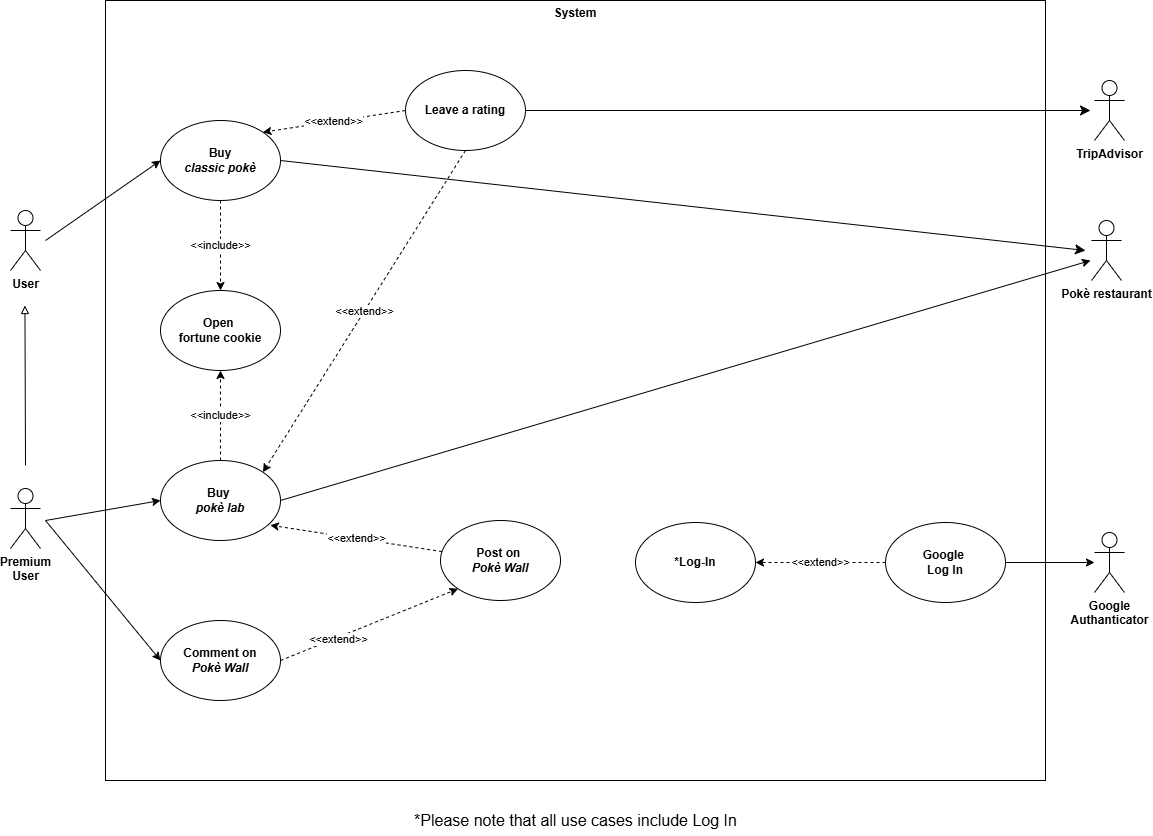 System
Leave a rating
<<extend>>
TripAdvisor
Buy
classic pokè
User
<<include>>
Pokè restaurant
<<extend>>
Open
fortune cookie
<<include>>
Buy
pokè lab
<<extend>>
Premium
User
Post on
Pokè Wall
*Log-In
<<extend>>
Google
Log In
Google
Authanticator
<<extend>>
Comment on
Pokè Wall
*Please note that all use cases include Log In